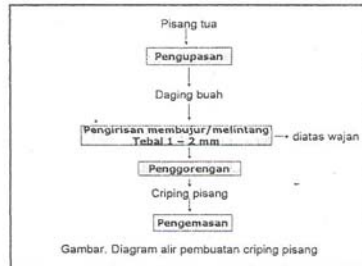 Pisang tua
Pengupasan
Daging buah
Pengirisan membujur/melintang
Tebal 1 – 2 mm
diatas wajan
Penggorengan
Criping pisang
Pengemasan
Gambar. Diagram alir pembuatan criping pisang